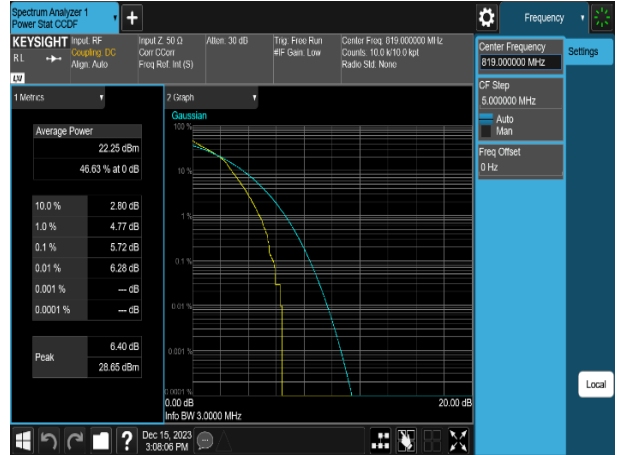 Spectrum Analyzer 1
Power Stat CCDF
Frequency
KEYSIGHT
RL
Input: RF
Coupling: DC
Align: Auto
Input Z: 50 Ω
Corr CCorr
Freq Ref: Int (S)
Atten: 30 dB
Trig: Free Run
#IF Gain: Low
Center Freq: 819.000000 MHz
Counts: 10.0 k/10.0 kpt
Radio Std: None
LW
Center Frequency
819.000000 MHz
Settings
CF Step
5.000000 MHz
Auto
Man
Freq Offset
0 Hz
1 Metrics
Average Power
22.25 dBm
46.63 % at 0 dB
10.0 % 2.80 dB
1.0 % 4.77 dB
0.1 % 5.72 dB
0.01 % 6.28 dB
0.001 % --- dB
0.0001 % --- dB
Peak
6.40 dB
28.65 dBm
2 Graph
Gaussian
100 %
10 %
1 %
0.1 %
0.01 %
0.001 %
0.0001 %
0.00 dB 20.00 dB
Info BW 3.0000 MHz
Local
?
Dec 15, 2023
3:08:06 PM